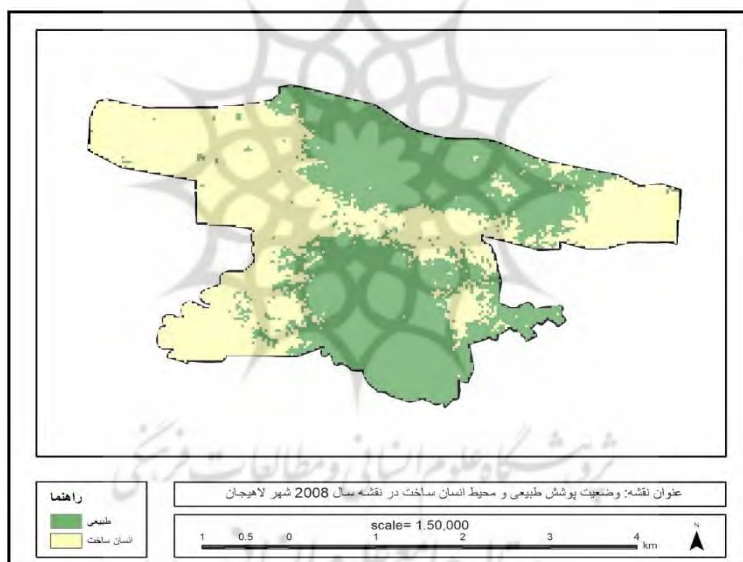 پژوهشگاه علوم انسانی و مطالعات فرهنگی
راهنما
طبیعی
انسان ساخت
عنوان نقشه: وضعیت پوشش طبیعی و محیط انسان ساخت در نقشه سال 2008 شهر لاهیجان
scale= 1.50,000
1 0.5 0 1 2 3 4
km
N